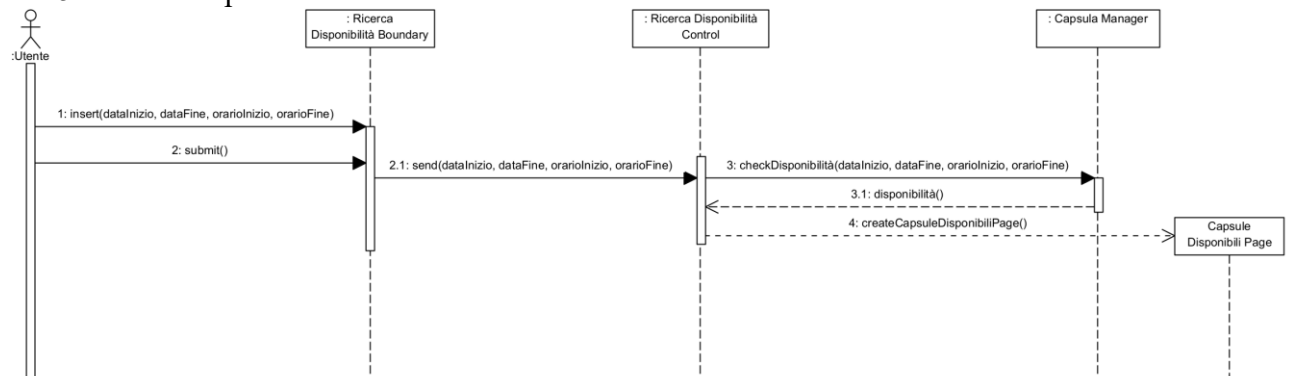 : Ricerca
Disponibilità Boundary
: Ricerca Disponibilità
Control
: Capsula Manager
:Utente
1: insert(dataInizio, dataFine, orarioInizio, orarioFine)
2: submit()
2.1: send(dataInizio, dataFine, orarioInizio, orarioFine)
3: checkDisponibilità(dataInizio, dataFine, orarioInizio, orarioFine)
3.1: disponibilità()
4: createCapsuleDisponibiliPage()
Capsule
Disponibili Page